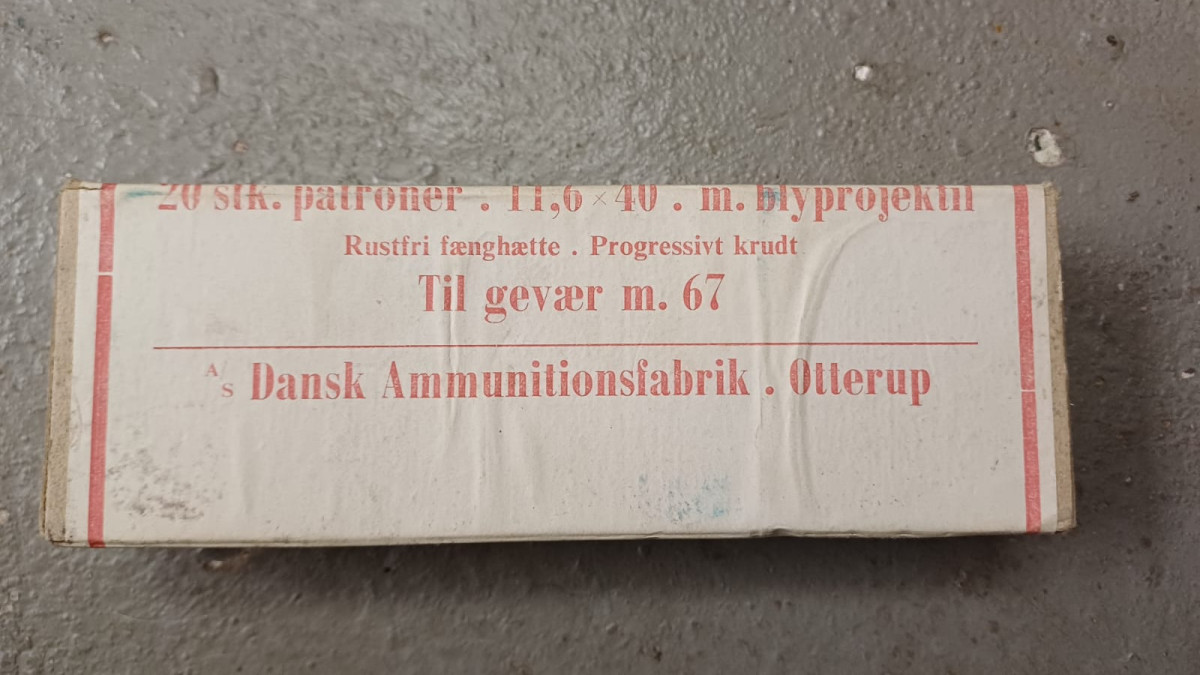 20 stk. patroner . 11,6 × 40 . m. blyprojektil
Rustfri fænghætte . Progressivt krudt
Til gevær m. 67
A/S Dansk Ammunitionsfabrik . Otterup